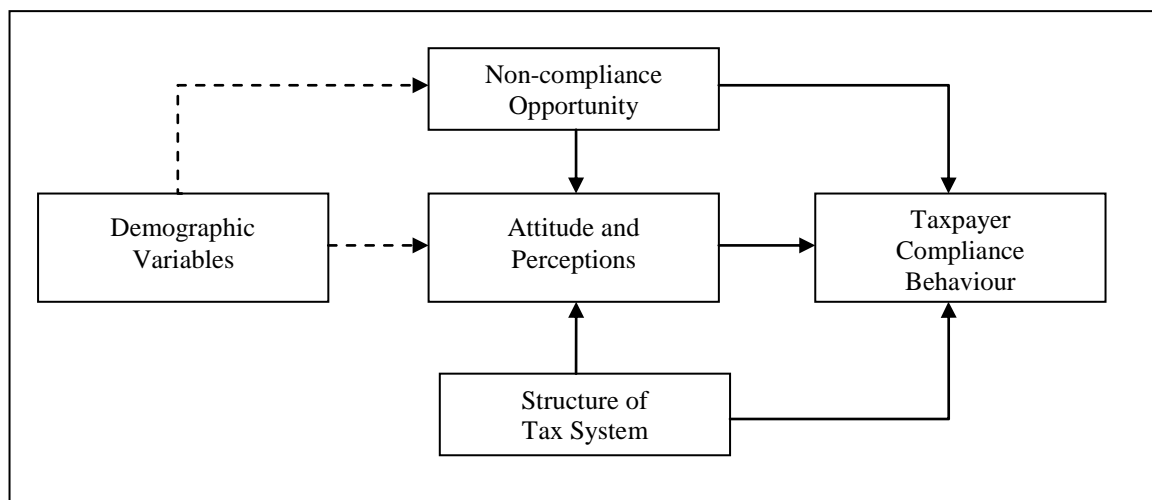 Non-compliance
Opportunity
Demographic
Variables
Attitude and
Perceptions
Taxpayer
Compliance
Behaviour
Structure of
Tax System